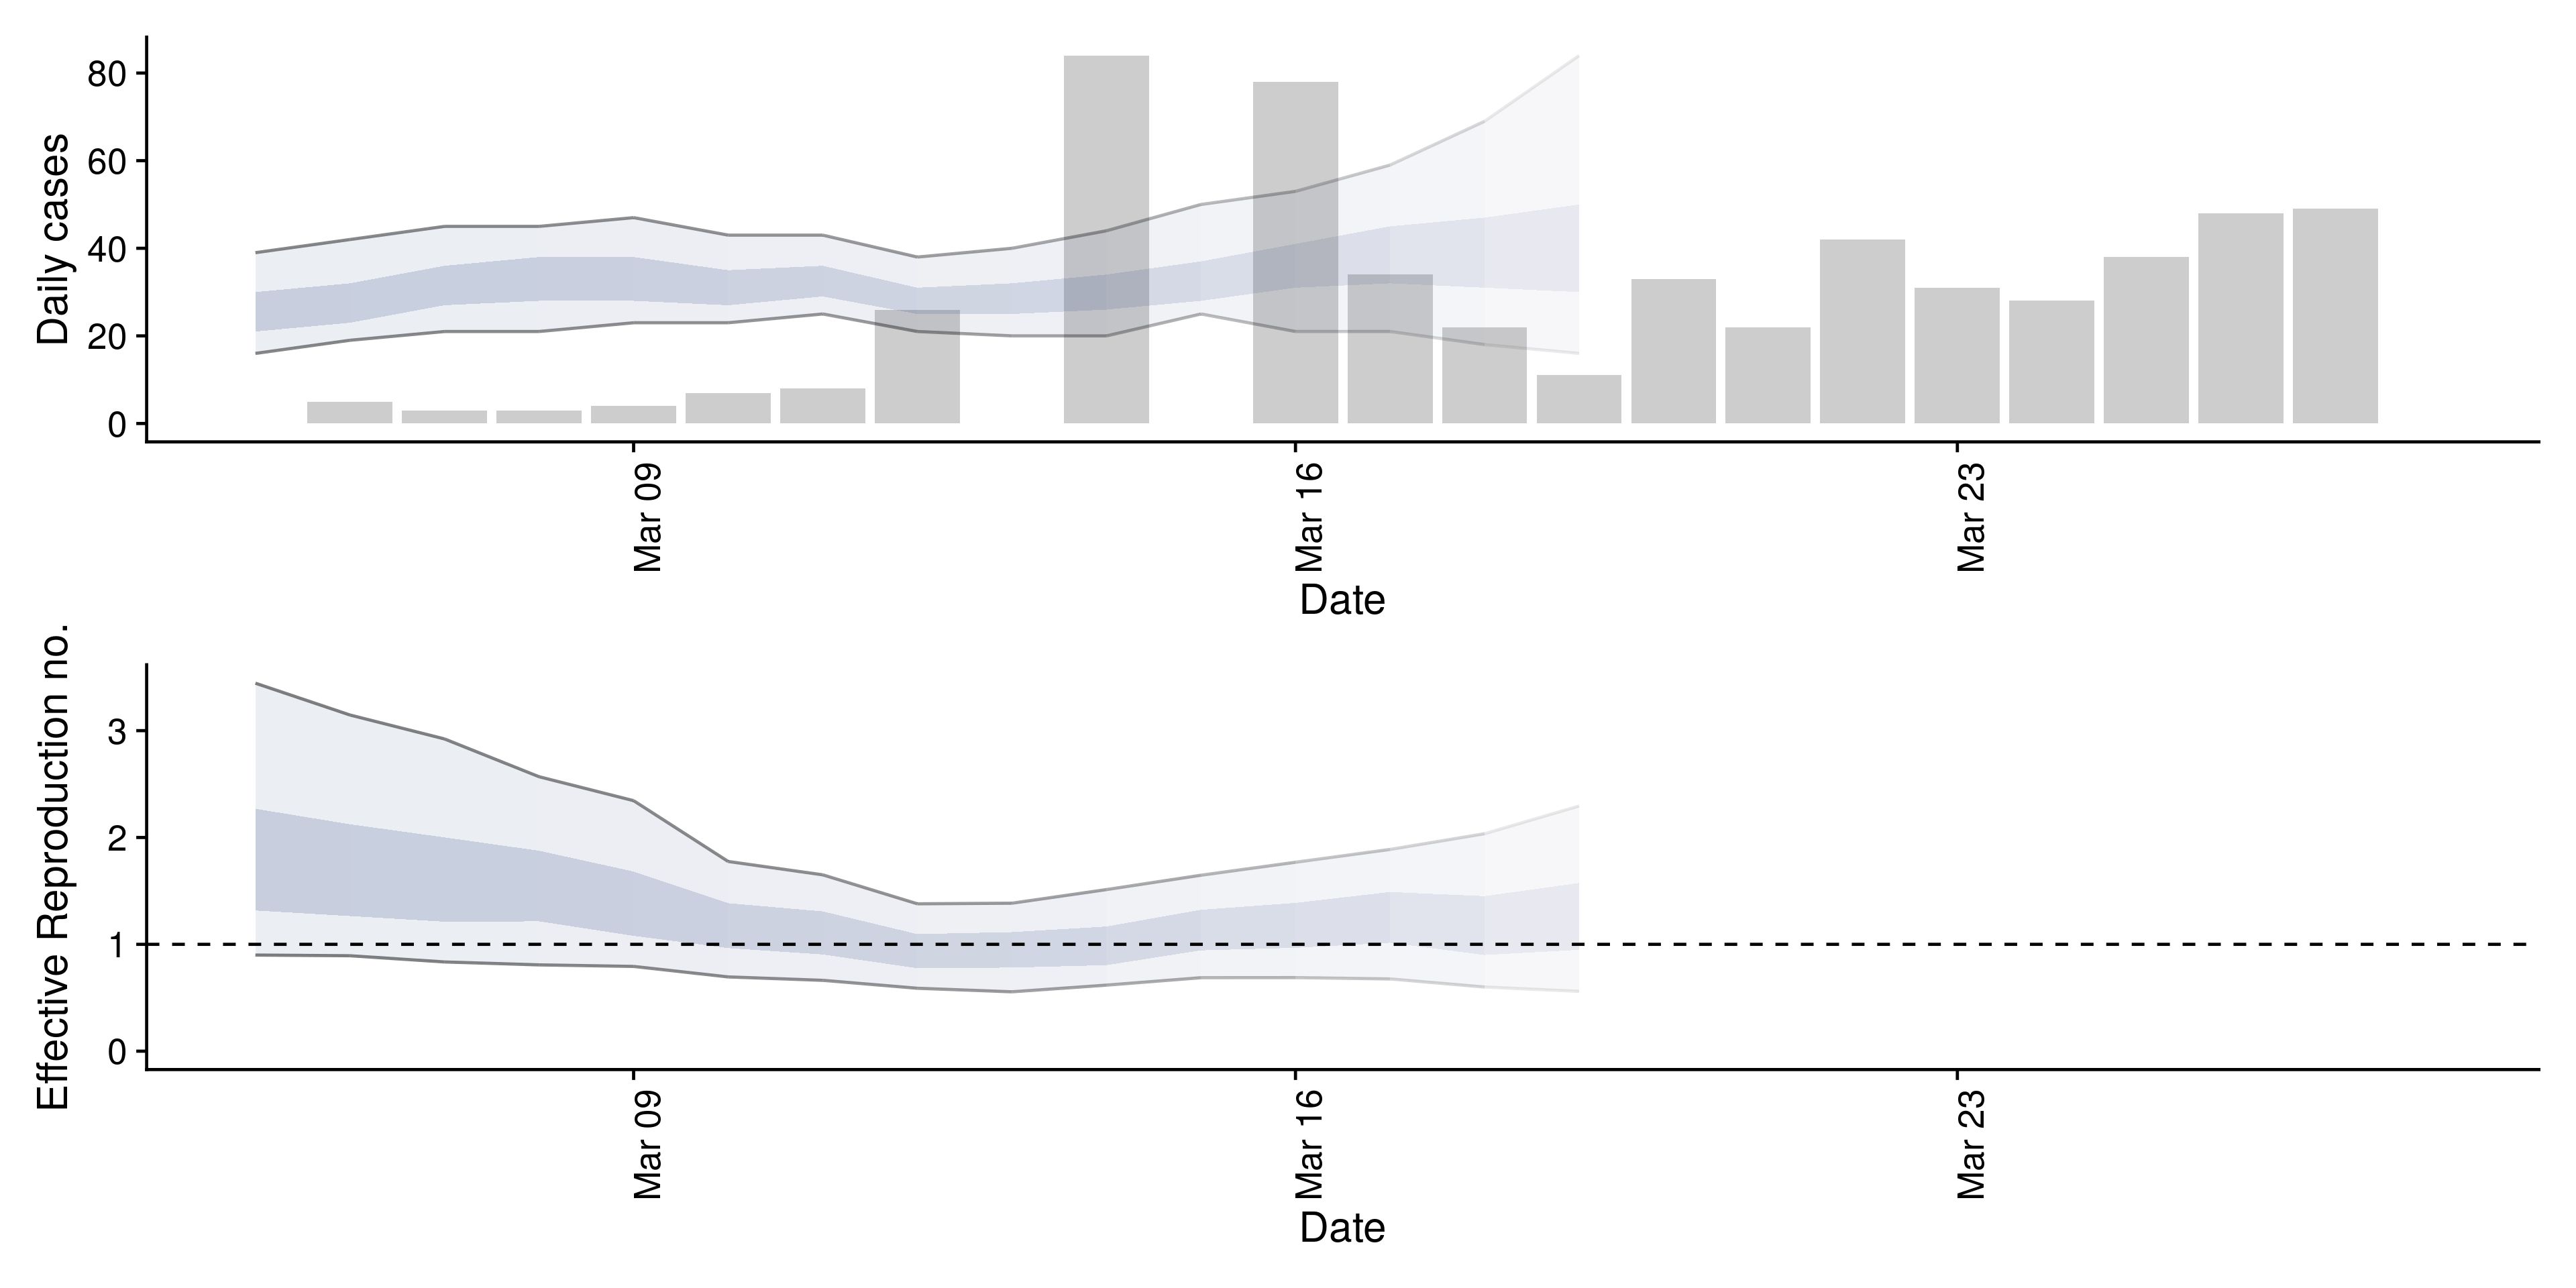 Daily cases
80
60
40
20
0
Mar 09
Mar 16
Mar 23
Date
Effective Reproduction no.
3
2
1
0
Mar 09
Mar 16
Mar 23
Date